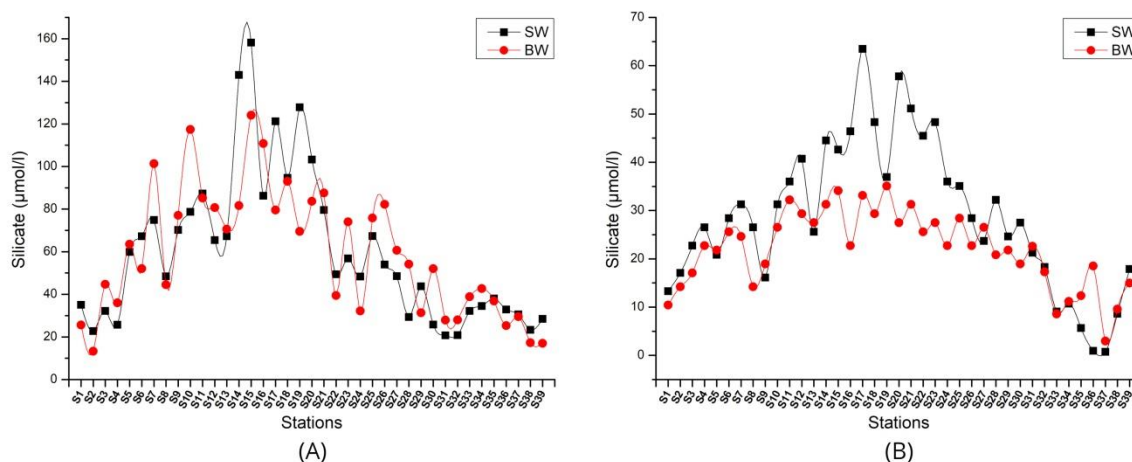 SW
BW
Silicate (μmol/l)
160
140
120
100
80
60
40
20
0
S1 S2 S3 S4 S5 S6 S7 S8 S9 S10 S11 S12 S13 S14 S15 S16 S17 S18 S19 S20 S21 S22 S23 S24 S25 S26 S27 S28 S29 S30 S31 S32 S33 S34 S35 S36 S37 S38 S39
Stations
(A)
SW
BW
Silicate (μmol/l)
70
60
50
40
30
20
10
0
S1 S2 S3 S4 S5 S6 S7 S8 S9 S10 S11 S12 S13 S14 S15 S16 S17 S18 S19 S20 S21 S22 S23 S24 S25 S26 S27 S28 S29 S30 S31 S32 S33 S34 S35 S36 S37 S38 S39
Stations
(B)